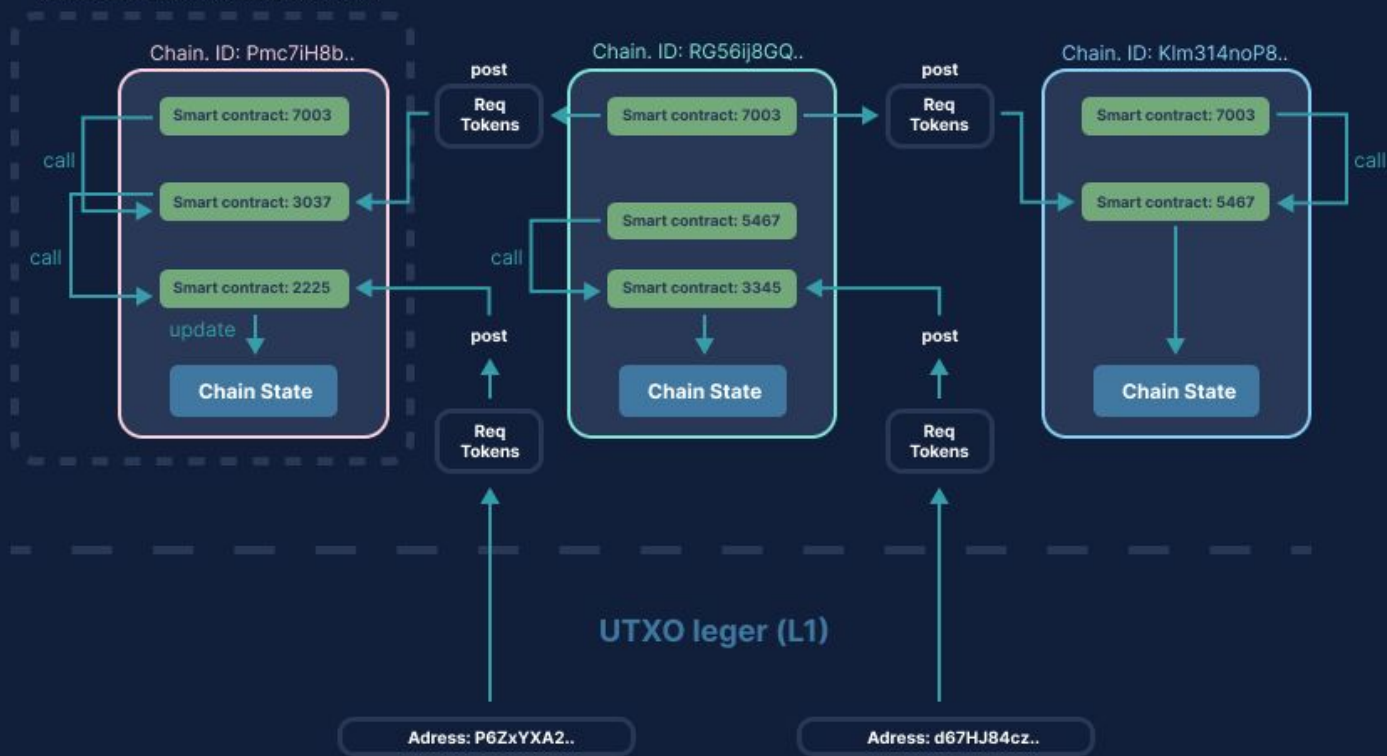 Chain. ID: Pmc7iH8b..
Smart contract: 7003
call
Smart contract: 3037
call
Smart contract: 2225
update
Chain State
post
Req
Tokens
post
Req
Tokens
Chain. ID: RG56ij8GQ..
Smart contract: 7003
Smart contract: 5467
call
Smart contract: 3345
Chain State
post
Req
Tokens
post
Req
Tokens
Chain. ID: Klm314noP8..
Smart contract: 7003
call
Smart contract: 5467
Chain State
UTXO leger (L1)
Adress: P6ZxYXA2..
Adress: d67HJ84cz..